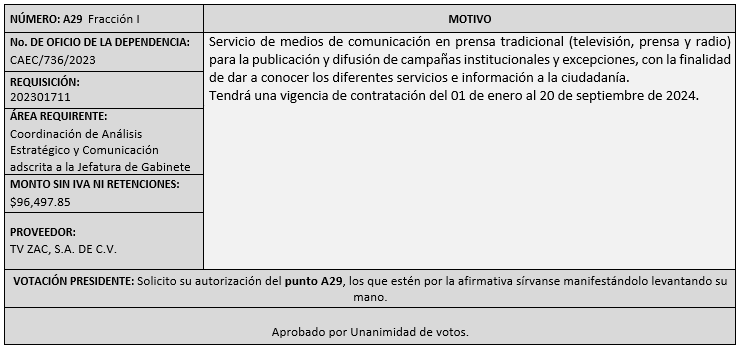 NÚMERO: A29 Fracción I
MOTIVO
No. DE OFICIO DE LA DEPENDENCIA:
CAEC/736/2023
REQUISICIÓN:
202301711
ÁREA REQUIRENTE:
Coordinación de Análisis
Estratégico y Comunicación
adscrita a la Jefatura de Gabinete
MONTO SIN IVA NI RETENCIONES:
$96,497.85
PROVEEDOR:
TV ZAC, S.A. DE C.V.
Servicio de medios de comunicación en prensa tradicional (televisión, prensa y radio)
para la publicación y difusión de campañas institucionales y excepciones, con la finalidad
de dar a conocer los diferentes servicios e información a la ciudadanía.
Tendrá una vigencia de contratación del 01 de enero al 20 de septiembre de 2024.
VOTACIÓN PRESIDENTE: Solicito su autorización del punto A29, los que estén por la afirmativa sírvanse manifestándolo levantando su
mano.
Aprobado por Unanimidad de votos.